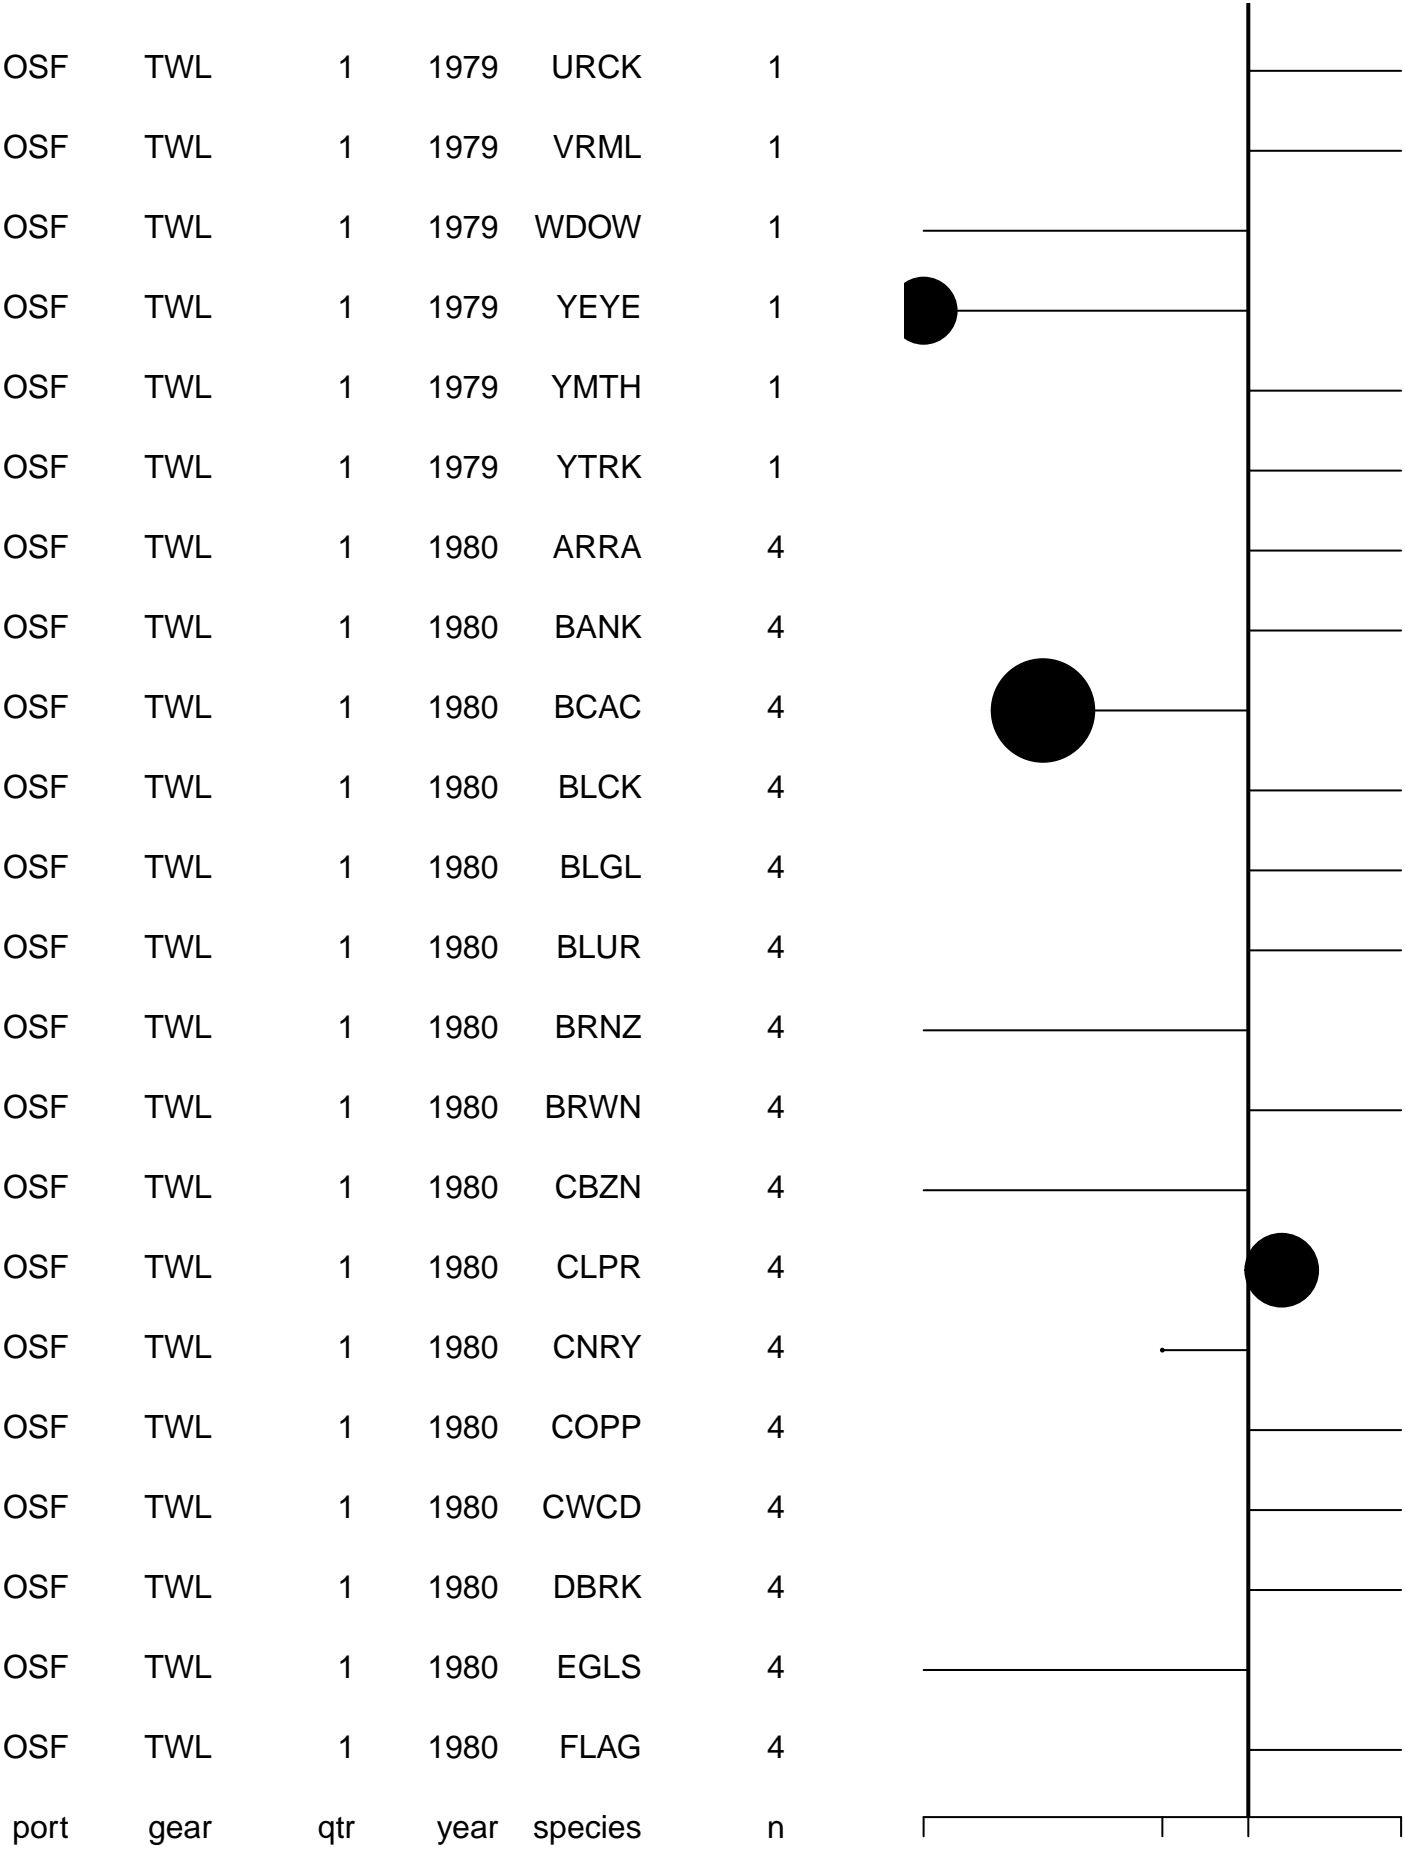 OSF TWL 1 1979 URCK 1
OSF TWL 1 1979 VRML 1
OSF TWL 1 1979 WDOW 1
OSF TWL 1 1979 YEYE 1
OSF TWL 1 1979 YMTH 1
OSF TWL 1 1979 YTRK 1
OSF TWL 1 1980 ARRA 4
OSF TWL 1 1980 BANK 4
OSF TWL 1 1980 BCAC 4
OSF TWL 1 1980 BLCK 4
OSF TWL 1 1980 BLGL 4
OSF TWL 1 1980 BLUR 4
OSF TWL 1 1980 BRNZ 4
OSF TWL 1 1980 BRWN 4
OSF TWL 1 1980 CBZN 4
OSF TWL 1 1980 CLPR 4
OSF TWL 1 1980 CNRY 4
OSF TWL 1 1980 COPP 4
OSF TWL 1 1980 CWCD 4
OSF TWL 1 1980 DBRK 4
OSF TWL 1 1980 EGLS 4
OSF TWL 1 1980 FLAG 4
port gear qtr year species n